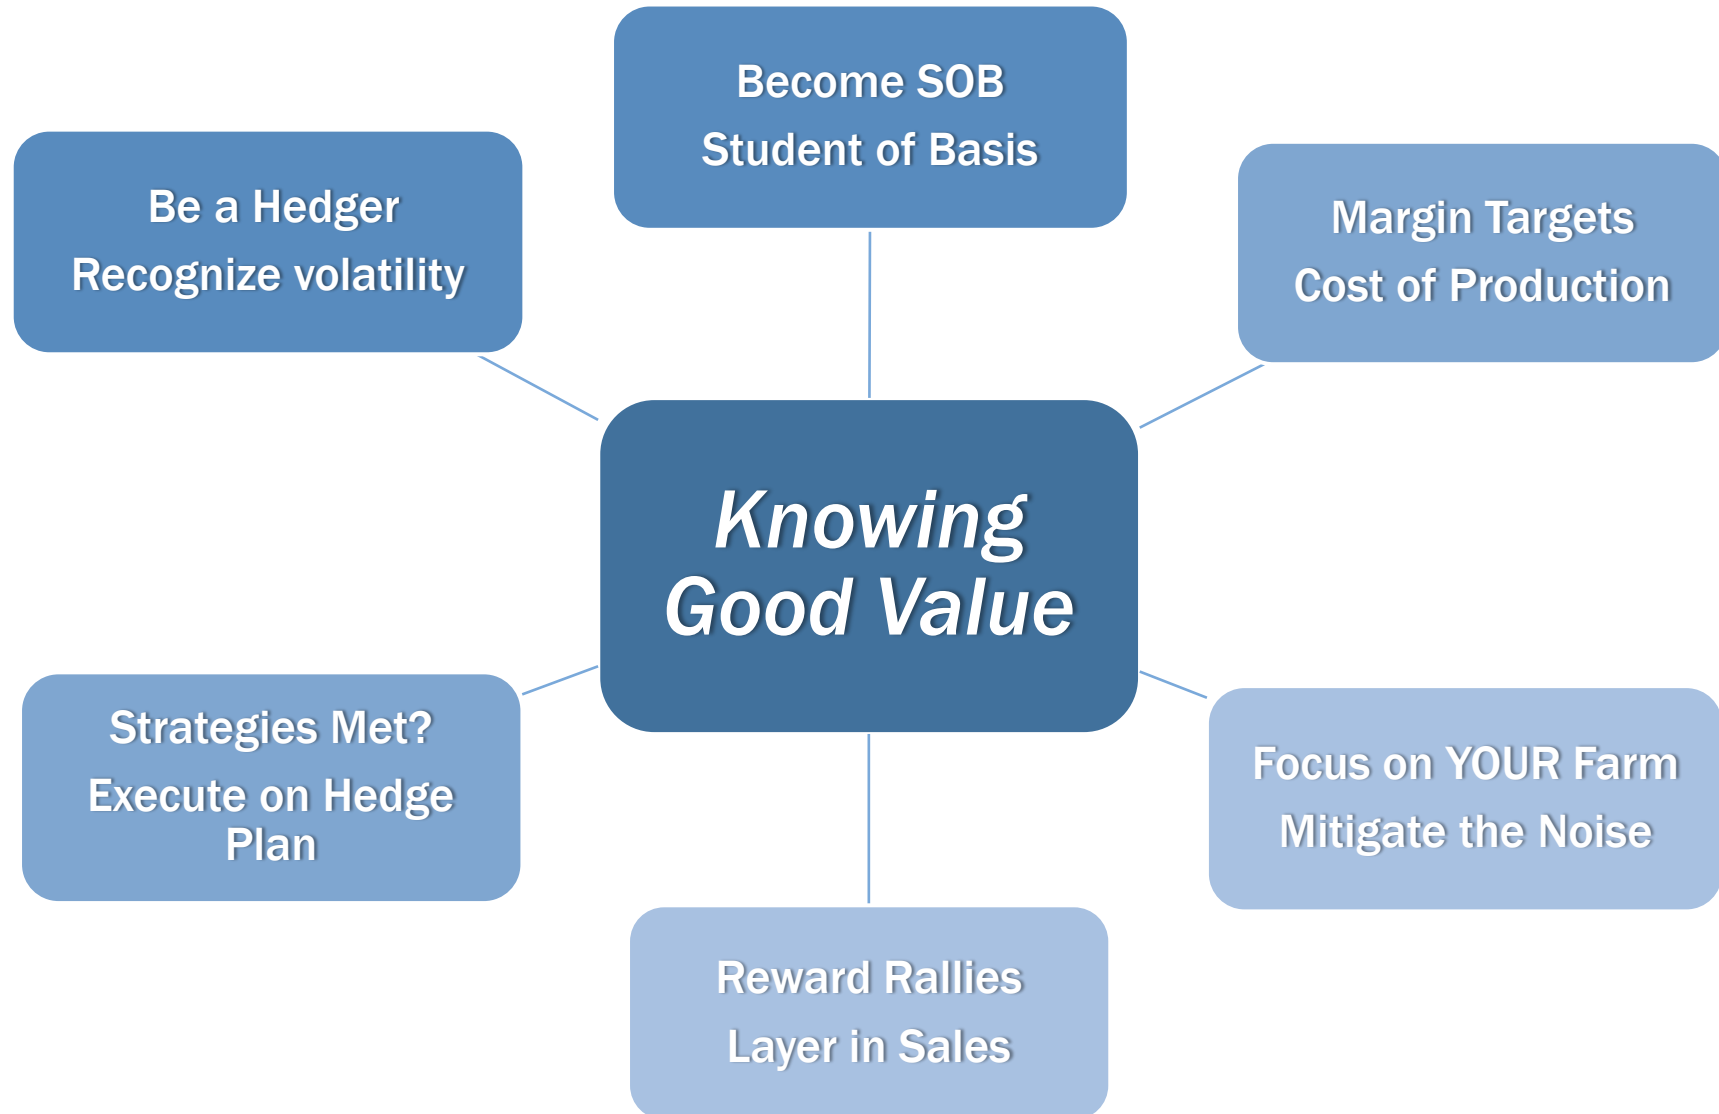 Become SOB
Student of Basis
Be a Hedger
Recognize volatility
Margin Targets
Cost of Production
Knowing
Good Value
Strategies Met?
Execute on Hedge
Plan
Focus on YOUR Farm
Mitigate the Noise
Reward Rallies
Layer in Sales